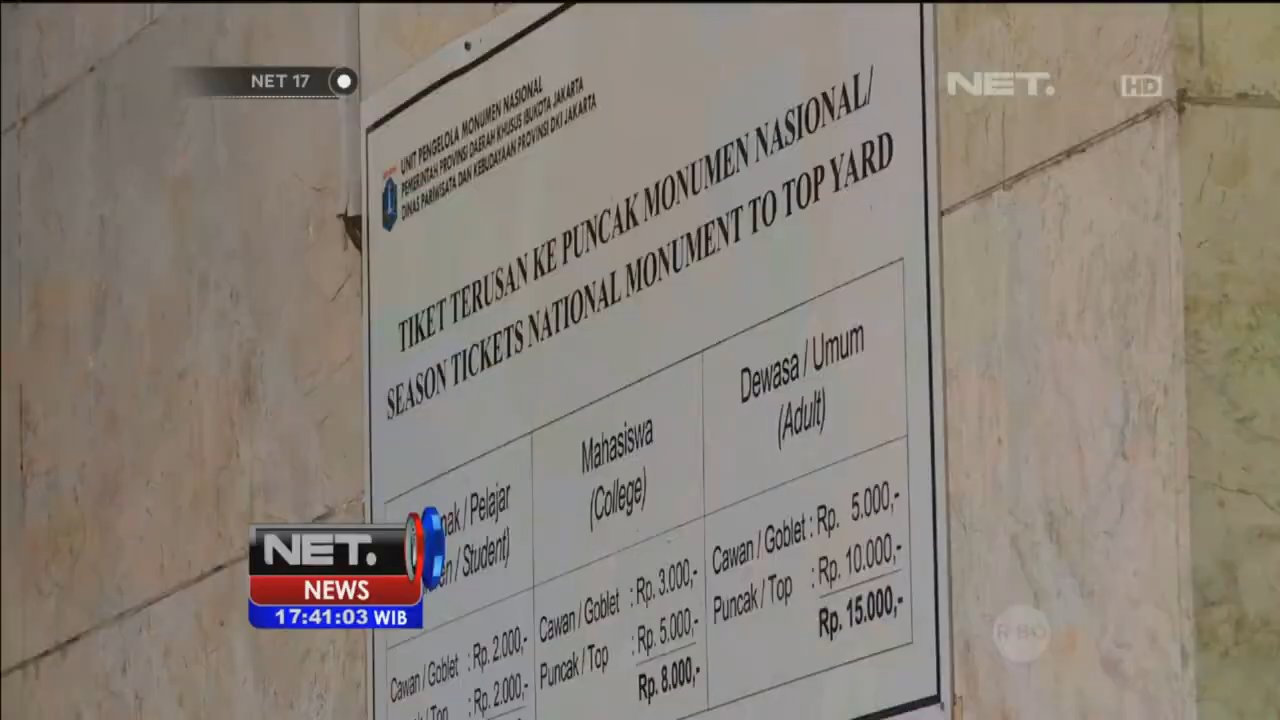 NET 17
NET.
HD
UNIT PENGELOLA MONUMEN NASIONAL
PEMERINTAH PROVINSI DAERAH KHUSUS IBUKOTA JAKARTA
DINAS PARIWISATA DAN KEBUDAYAAN PROVINSI DKI JAKARTA
TIKET TERUSAN KE PUNCAK MONUMEN NASIONAL/
SEASON TICKETS NATIONAL MONUMENT TO TOP YARD
/ Pelajar
/ Student)
Cawan / Goblet : Rp. 2.000,-
/ Top : Rp. 2.000,-
Mahasiswa
(College)
Cawan / Goblet : Rp. 3.000,-
Puncak / Top : Rp. 5.000,-
Rp. 8.000,-
Dewasa / Umum
(Adult)
Cawan / Goblet : Rp. 5.000,-
Puncak / Top : Rp. 10.000,-
Rp. 15.000,-
NET.
NEWS
17:41:03 WIB